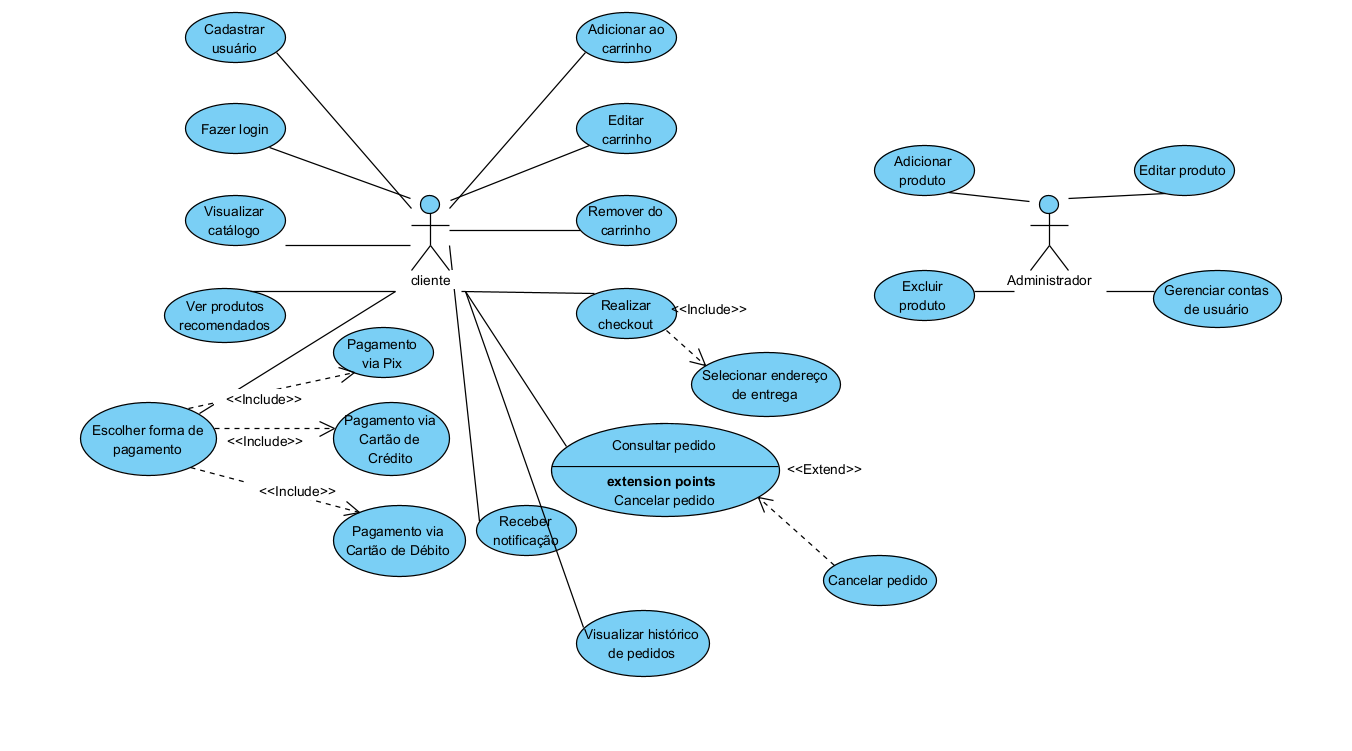 Cadastrar
usuário
Adicionar ao
carrinho
Fazer login
Editar
carrinho
Adicionar
produto
Editar produto
Visualizar
catálogo
Remover do
carrinho
cliente
Administrador
Ver produtos
recomendados
Realizar
checkout
<<Include>>
Excluir
produto
Gerenciar contas
de usuário
Pagamento
via Pix
Selecionar endereço
de entrega
<<Include>>
Escolher forma de
pagamento
<<Include>>
Pagamento via
Cartão de
Crédito
Consultar pedido
extension points
Cancelar pedido
<<Extend>>
<<Include>>
Pagamento via
Cartão de Débito
Receber
notificação
Cancelar pedido
Visualizar histórico
de pedidos